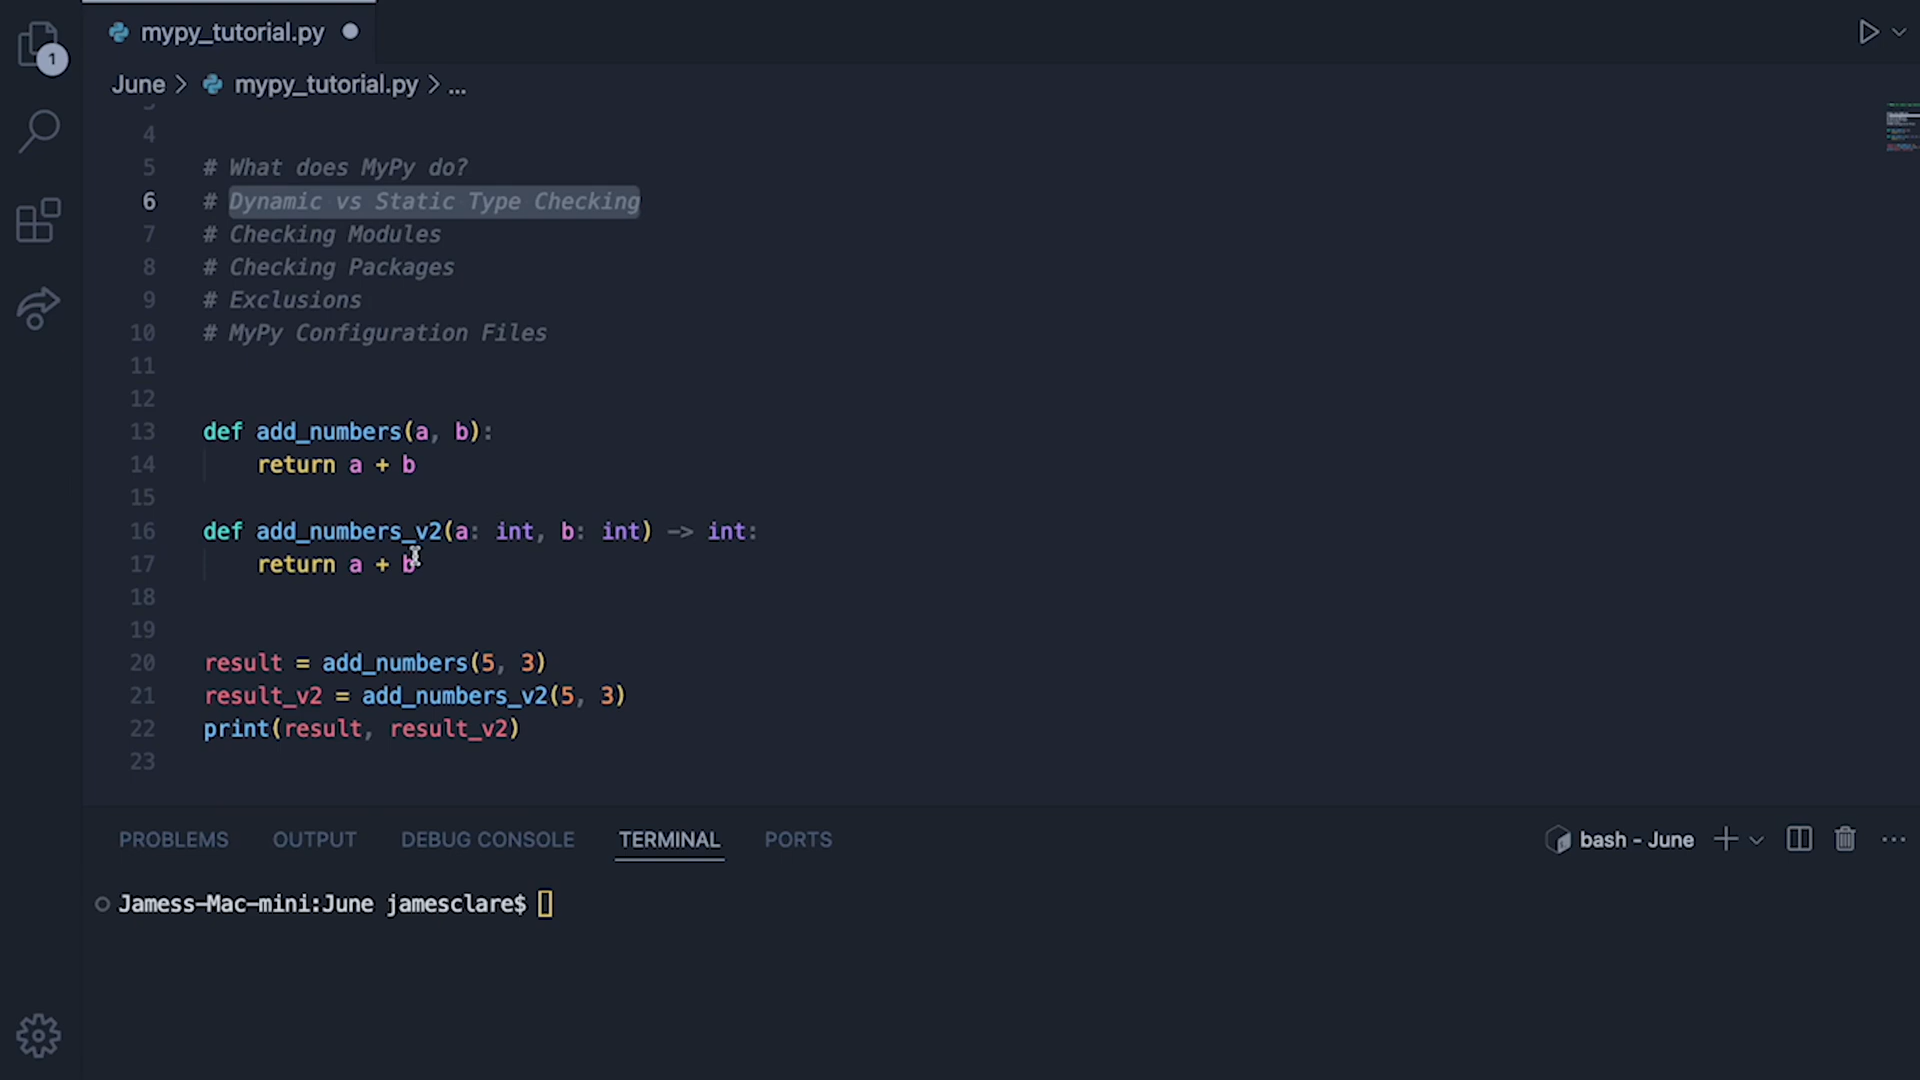 1
mypy_tutorial.py
June > mypy_tutorial.py > ...
4
5 # What does MyPy do?
6 # Dynamic vs Static Type Checking
7 # Checking Modules
8 # Checking Packages
9 # Exclusions
10 # MyPy Configuration Files
11
12
13 def add_numbers(a, b):
14 return a + b
15
16 def add_numbers_v2(a: int, b: int) -> int:
17 return a + b
18
19
20 result = add_numbers(5, 3)
21 result_v2 = add_numbers_v2(5, 3)
22 print(result, result_v2)
23
PROBLEMS OUTPUT DEBUG CONSOLE TERMINAL PORTS bash - June
Jamess-Mac-mini:June jamesclare$